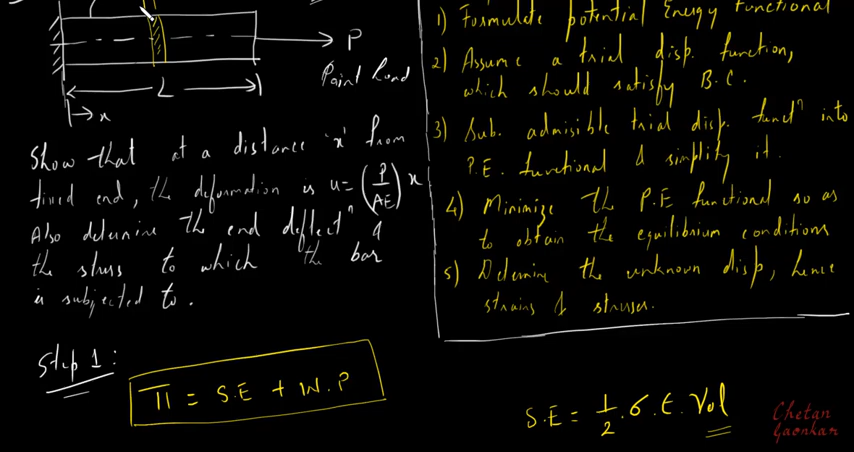 P
Point Load
L
x
Show that at a distance 'x' from
fixed end, the deformation is u = (P/AE) x
Also determine the end deflectⁿ &
the stress to which the bar
is subjected to.
1) Formulate potential Energy Functional
2) Assume a trial disp. function,
which should satisfy B.C.
3) Sub. admisible trial disp. functⁿ into
P.E. functional & simplify it.
4) Minimize the P.E functional so as
to obtain the equilibrium conditions
5) Determine the unknown disp, hence
strains & stresses.
Step 1:
Π = S.E + W.P
S.E = 1/2 . σ . ε . Vol
Chetan
Gaonkar